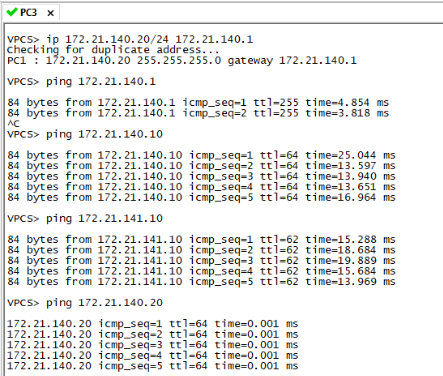 PC3
VPCS> ip 172.21.140.20/24 172.21.140.1
Checking for duplicate address...
PC1 : 172.21.140.20 255.255.255.0 gateway 172.21.140.1
VPCS> ping 172.21.140.1
84 bytes from 172.21.140.1 icmp_seq=1 ttl=255 time=4.854 ms
84 bytes from 172.21.140.1 icmp_seq=2 ttl=255 time=3.818 ms
^C
VPCS> ping 172.21.140.10
84 bytes from 172.21.140.10 icmp_seq=1 ttl=64 time=25.044 ms
84 bytes from 172.21.140.10 icmp_seq=2 ttl=64 time=13.597 ms
84 bytes from 172.21.140.10 icmp_seq=3 ttl=64 time=13.940 ms
84 bytes from 172.21.140.10 icmp_seq=4 ttl=64 time=13.651 ms
84 bytes from 172.21.140.10 icmp_seq=5 ttl=64 time=16.964 ms
VPCS> ping 172.21.141.10
84 bytes from 172.21.141.10 icmp_seq=1 ttl=62 time=15.288 ms
84 bytes from 172.21.141.10 icmp_seq=2 ttl=62 time=18.684 ms
84 bytes from 172.21.141.10 icmp_seq=3 ttl=62 time=19.889 ms
84 bytes from 172.21.141.10 icmp_seq=4 ttl=62 time=15.684 ms
84 bytes from 172.21.141.10 icmp_seq=5 ttl=62 time=13.969 ms
VPCS> ping 172.21.140.20
172.21.140.20 icmp_seq=1 ttl=64 time=0.001 ms
172.21.140.20 icmp_seq=2 ttl=64 time=0.001 ms
172.21.140.20 icmp_seq=3 ttl=64 time=0.001 ms
172.21.140.20 icmp_seq=4 ttl=64 time=0.001 ms
172.21.140.20 icmp_seq=5 ttl=64 time=0.001 ms